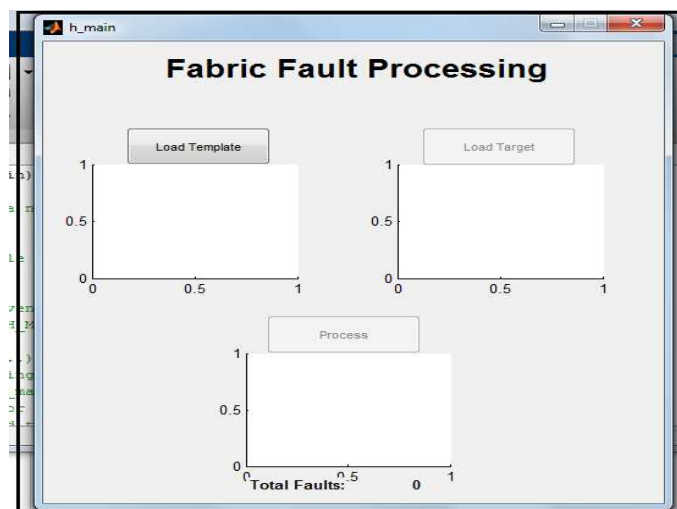 h_main
Fabric Fault Processing
Load Template
Load Target
1
0.5
0
0 0.5 1
1
0.5
0
0 0.5 1
Process
1
0.5
0
0 0.5 1
Total Faults: 0